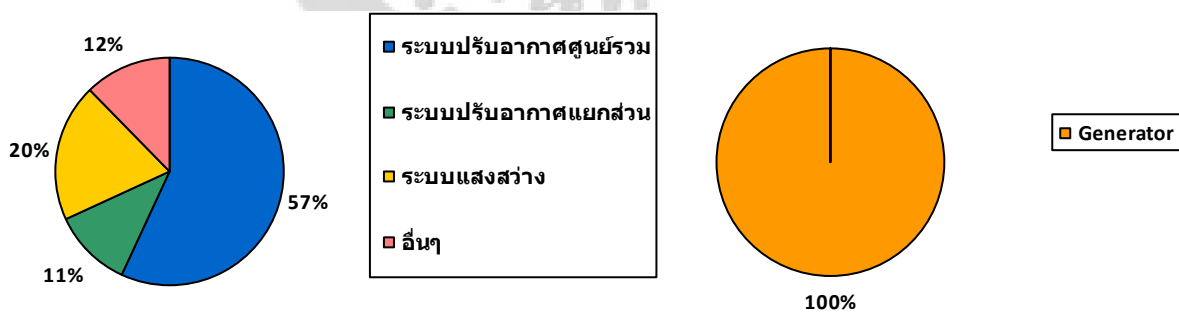 12%
20%
11%
57%
ระบบปรับอากาศศูนย์รวม
ระบบปรับอากาศแยกส่วน
ระบบแสงสว่าง
อื่นๆ
100%
Generator